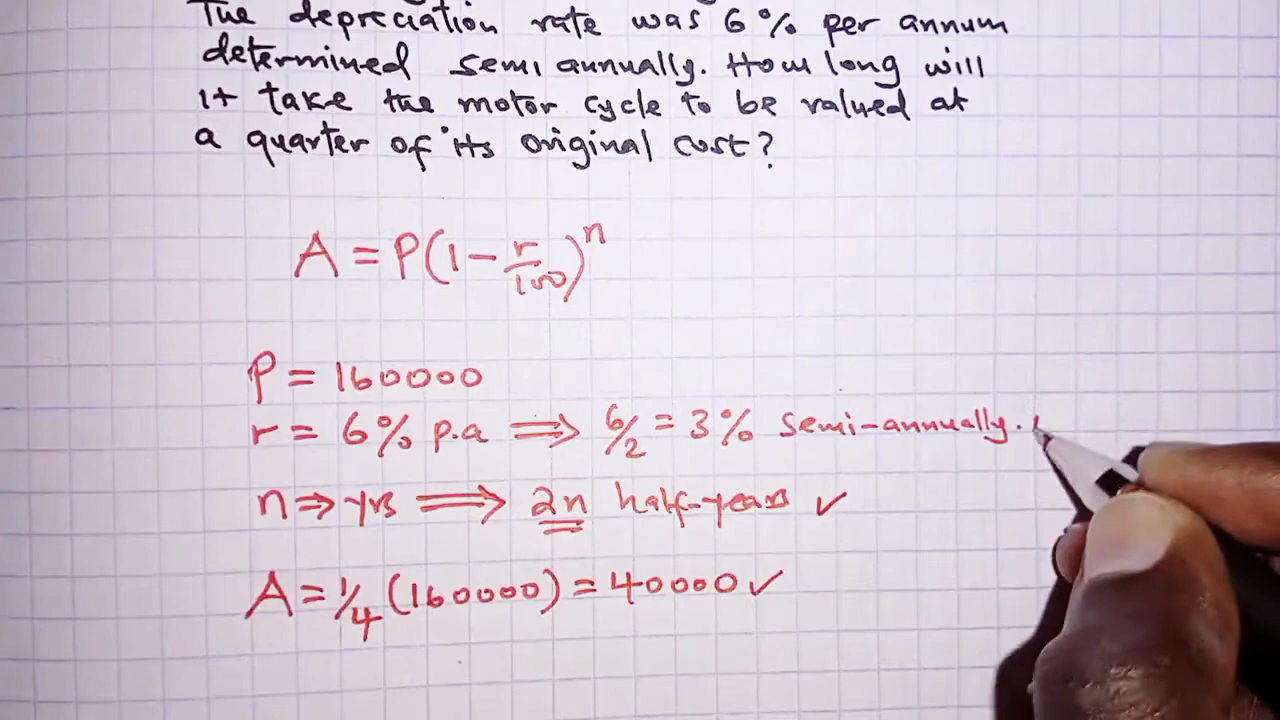 The depreciation rate was 6% per annum
determined semi annually. How long will
it take the motor cycle to be valued at
a quarter of its original cost?
A = P(1 - r/100)^n
P = 160000
r = 6% p.a ⟹ 6/2 = 3% semi-annually.
n ⇒ yrs ⟹ 2n half-years ✓
A = 1/4 (160000) = 40000 ✓